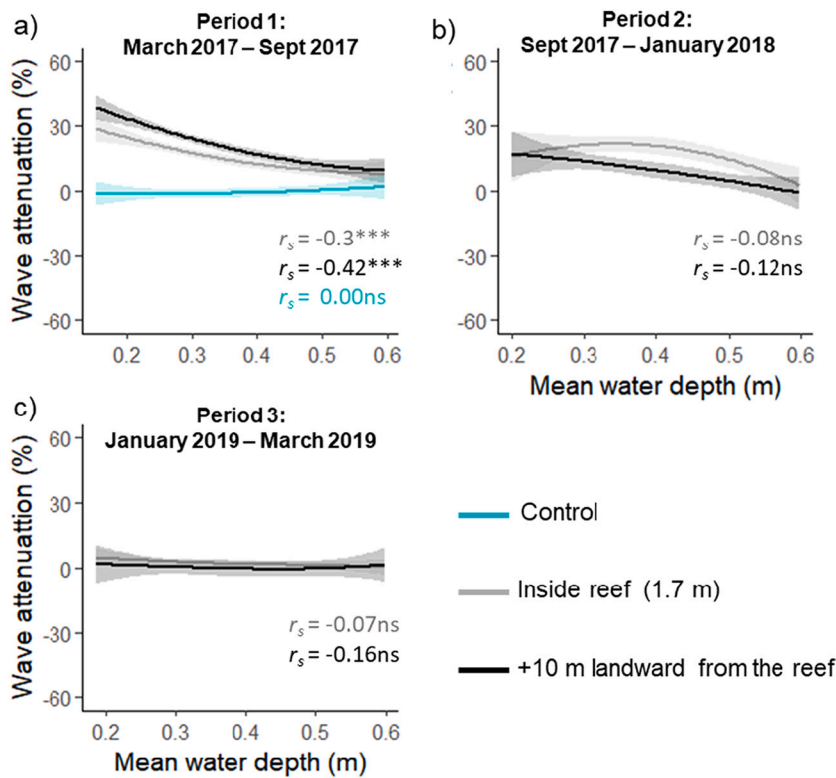 a)
Period 1:
March 2017 – Sept 2017
Wave attenuattion (%)
60
30
0
-30
-60
rs = -0.3***
rs = -0.42***
rs = 0.00ns
0.2 0.3 0.4 0.5 0.6
b)
Period 2:
Sept 2017 – January 2018
60
30
0
-30
-60
rs = -0.08ns
rs = -0.12ns
0.2 0.3 0.4 0.5 0.6
Mean water depth (m)
c)
Period 3:
January 2019 – March 2019
Wave attenuattion (%)
60
30
0
-30
-60
rs = -0.07ns
rs = -0.16ns
0.2 0.3 0.4 0.5 0.6
Mean water depth (m)
Control
Inside reef (1.7 m)
+10 m landward from the reef